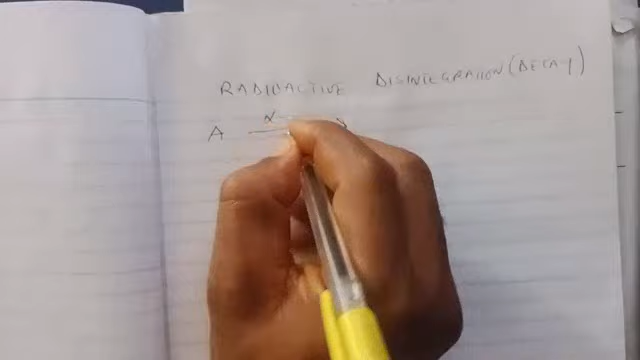 RADIOACTIVE DISINTEGRATION (DECAY)
A α